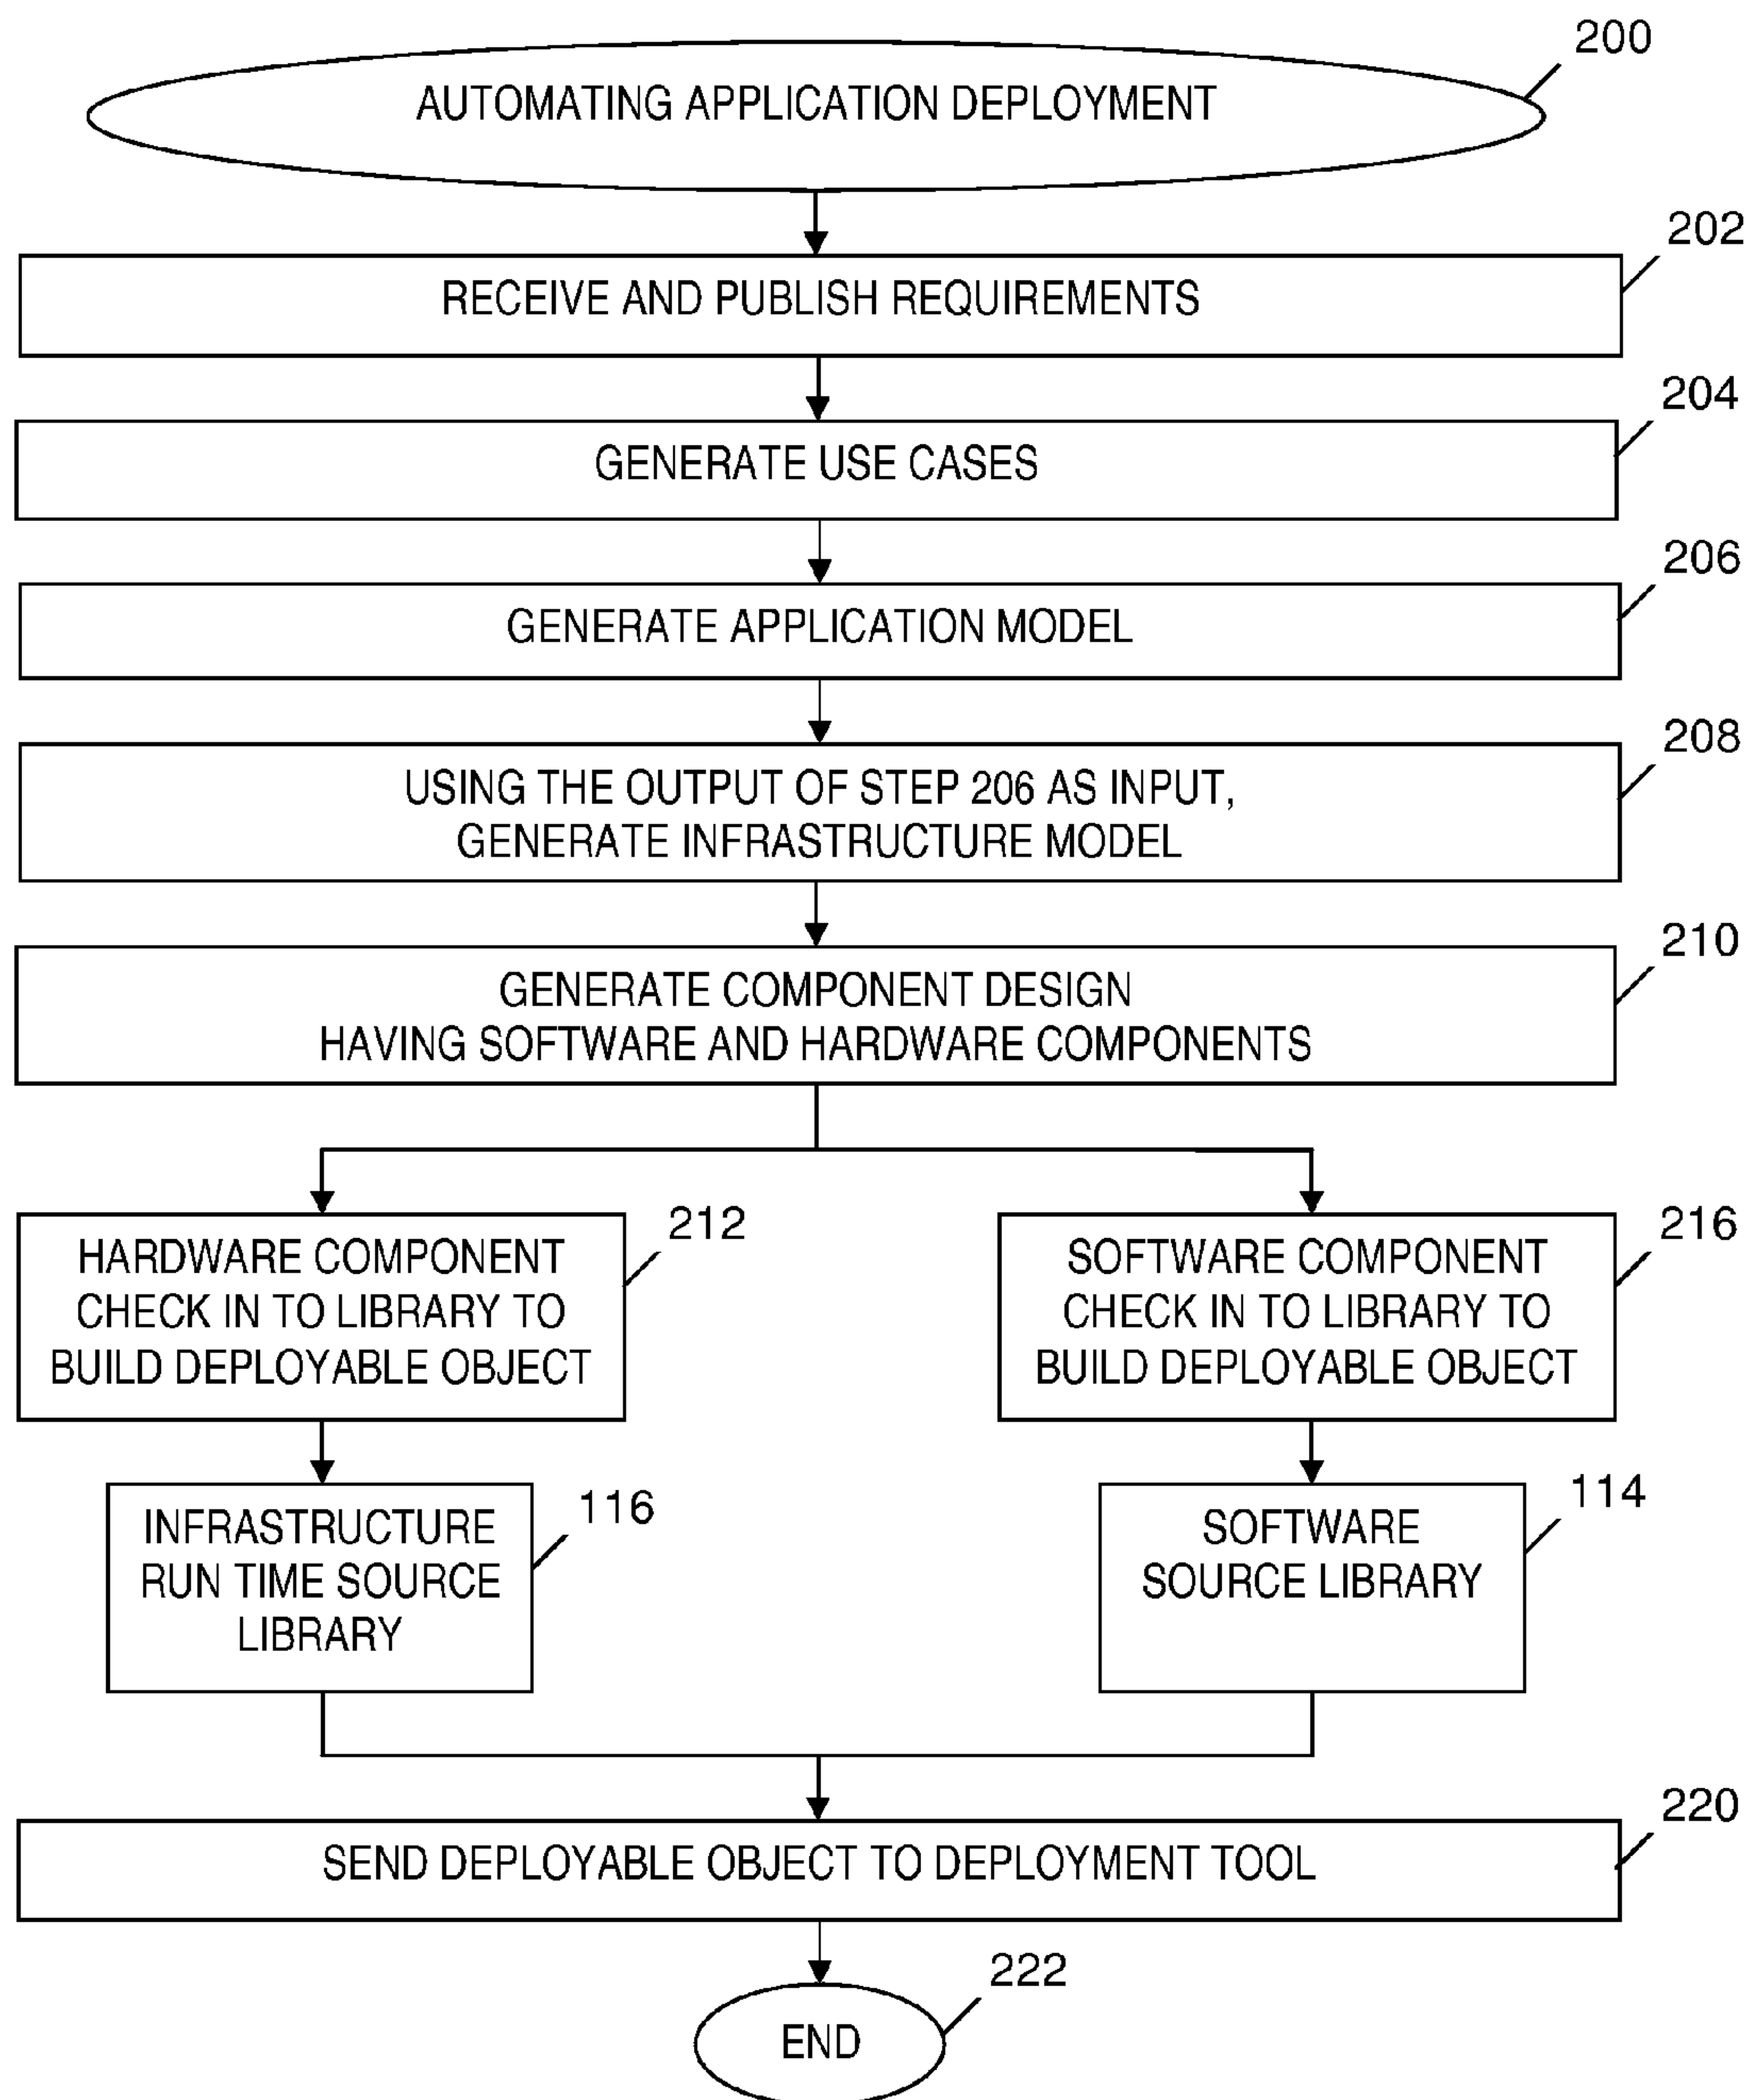 200
AUTOMATING APPLICATION DEPLOYMENT
202
RECEIVE AND PUBLISH REQUIREMENTS
204
GENERATE USE CASES
206
GENERATE APPLICATION MODEL
208
USING THE OUTPUT OF STEP 206 AS INPUT,
GENERATE INFRASTRUCTURE MODEL
210
GENERATE COMPONENT DESIGN
HAVING SOFTWARE AND HARDWARE COMPONENTS
212
HARDWARE COMPONENT
CHECK IN TO LIBRARY TO
BUILD DEPLOYABLE OBJECT
216
SOFTWARE COMPONENT
CHECK IN TO LIBRARY TO
BUILD DEPLOYABLE OBJECT
116
INFRASTRUCTURE
RUN TIME SOURCE
LIBRARY
114
SOFTWARE
SOURCE LIBRARY
220
SEND DEPLOYABLE OBJECT TO DEPLOYMENT TOOL
222
END